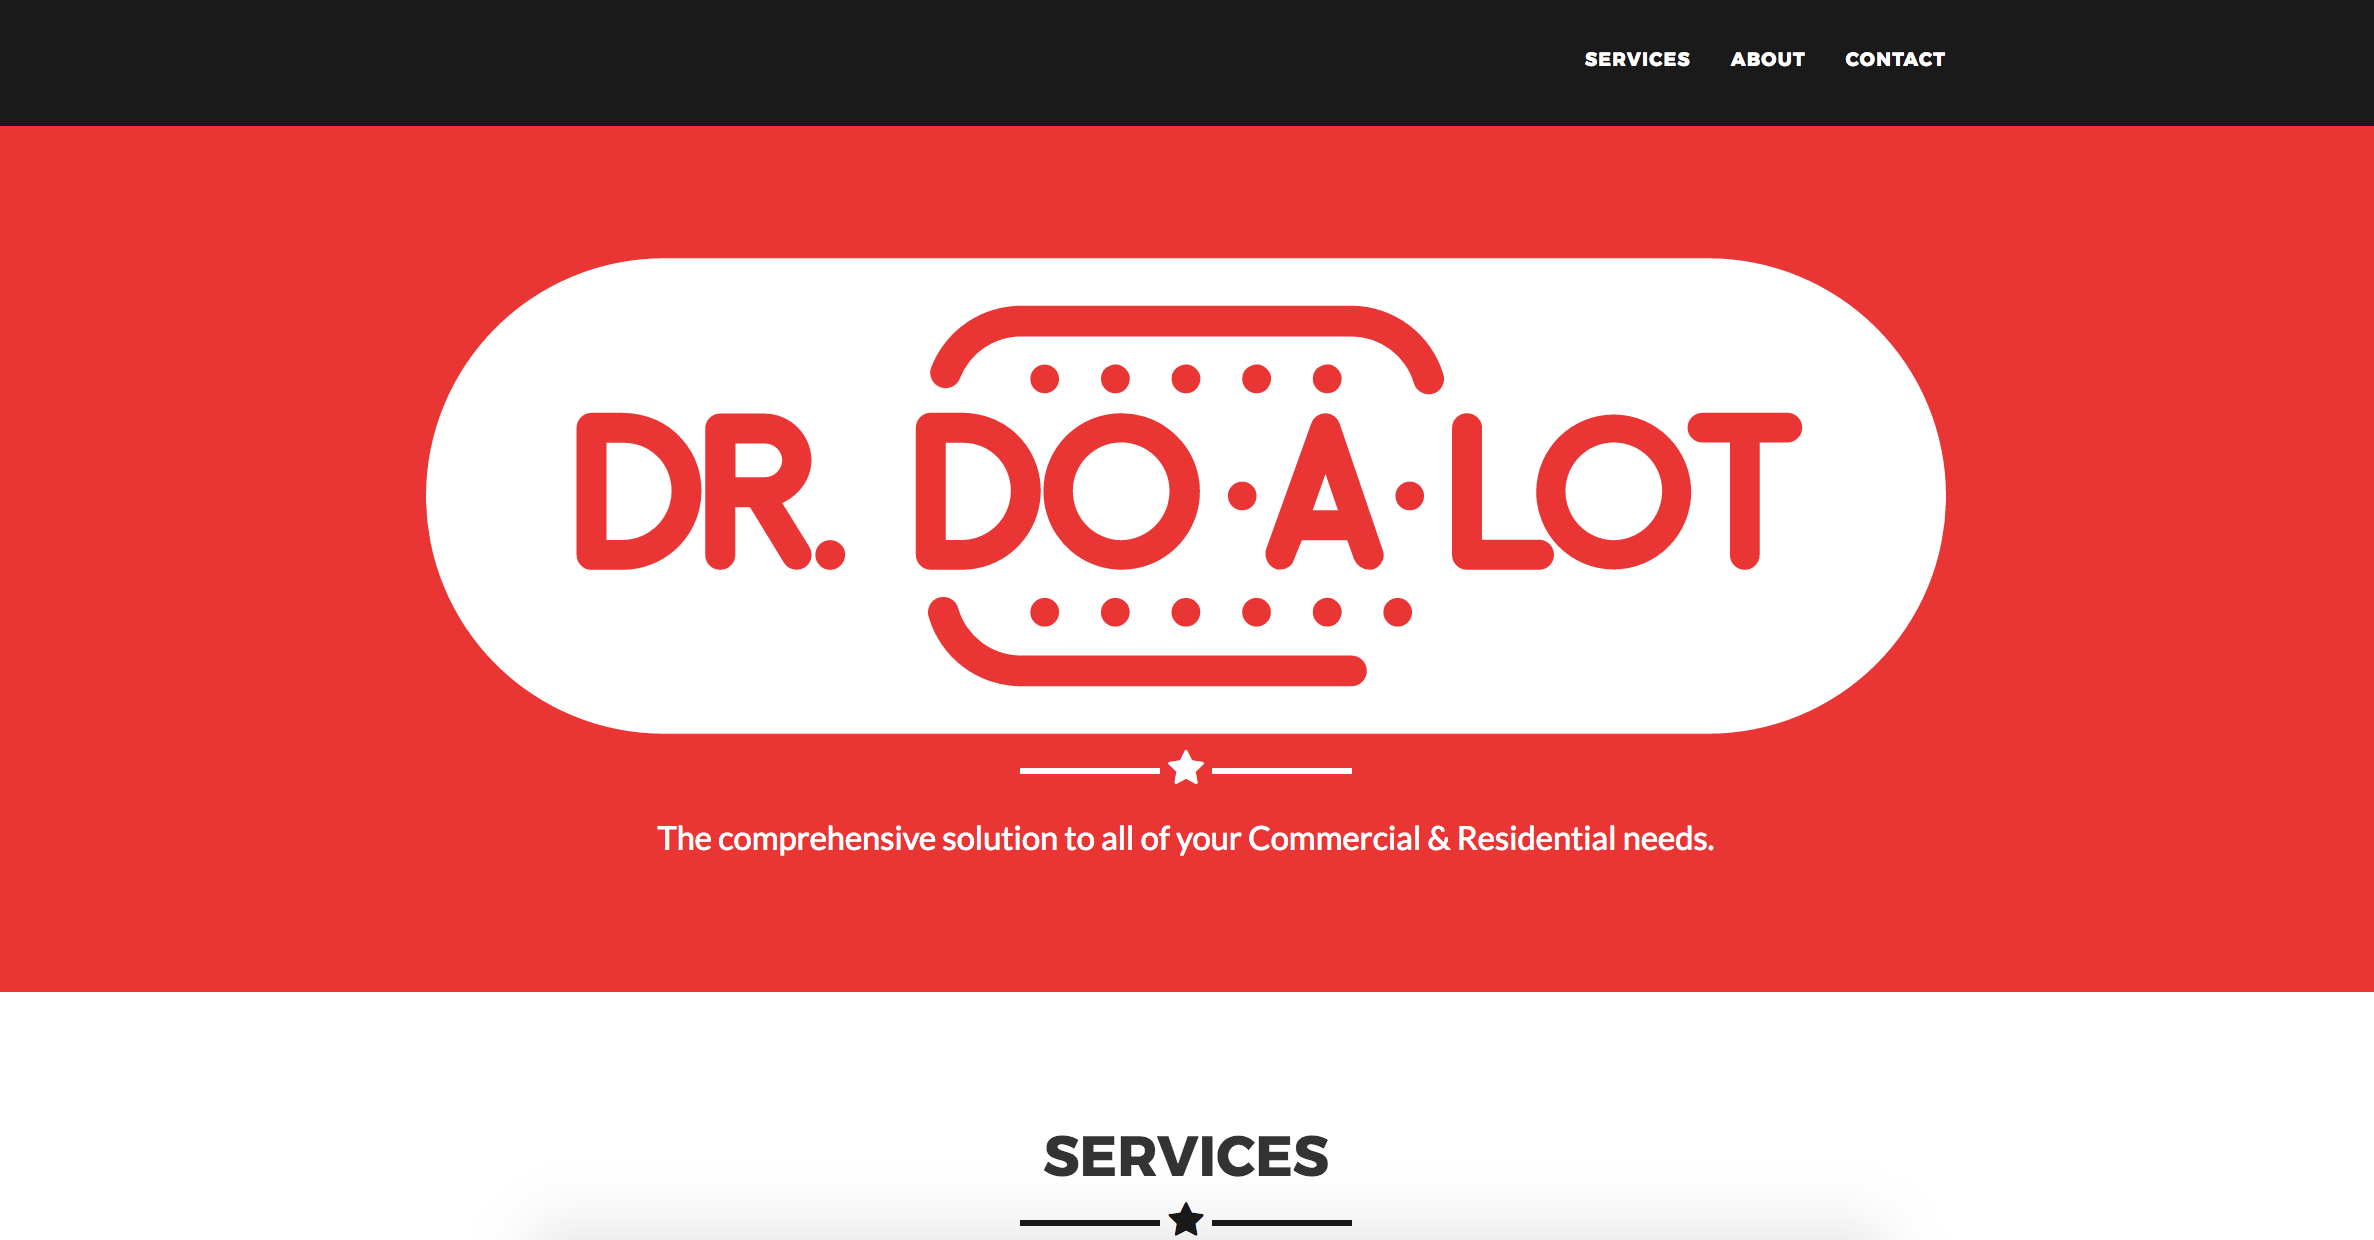 SERVICES ABOUT CONTACT
DR. DO·A·LOT
The comprehensive solution to all of your Commercial & Residential needs.
SERVICES